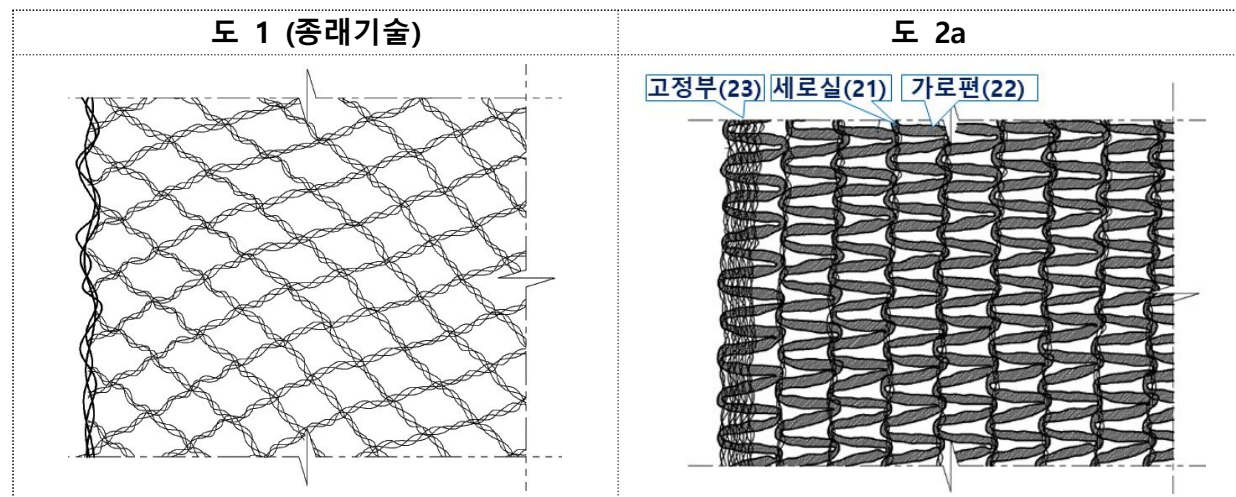 도 1 (종래기술)
도 2a
고정부(23) 세로실(21) 가로편(22)